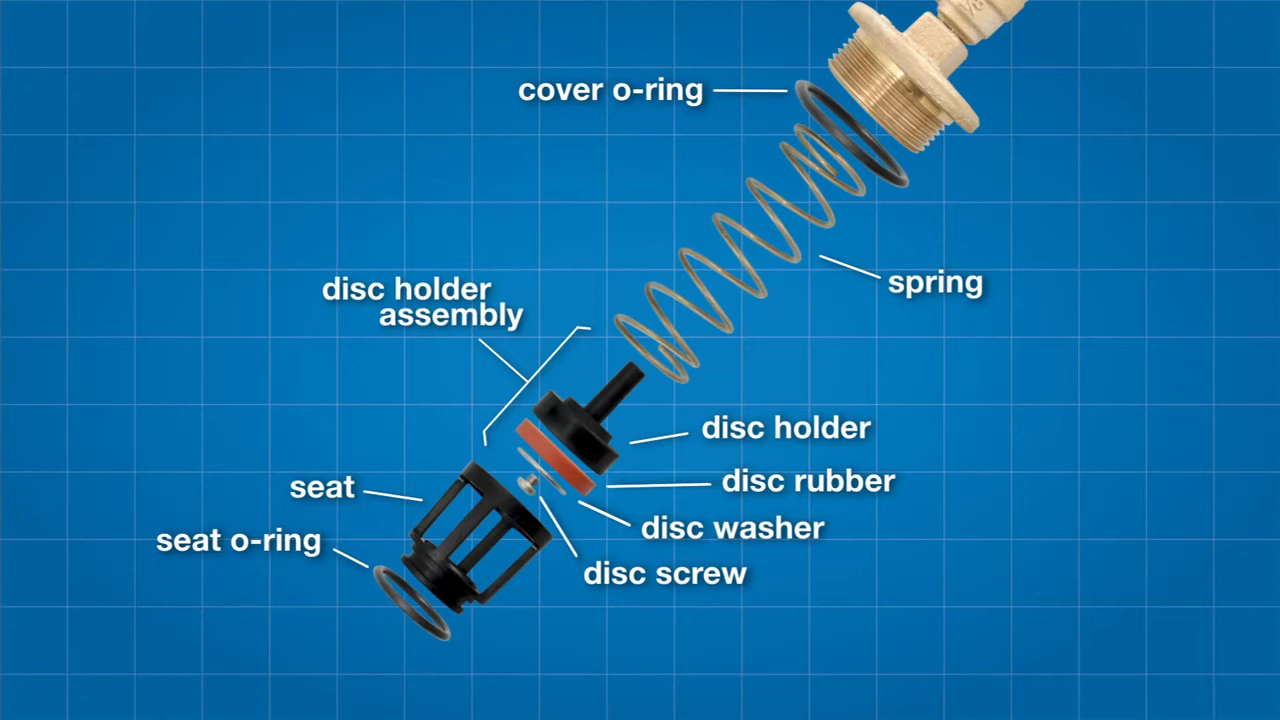 cover o-ring
spring
disc holder
assembly
disc holder
disc rubber
seat
disc washer
seat o-ring
disc screw